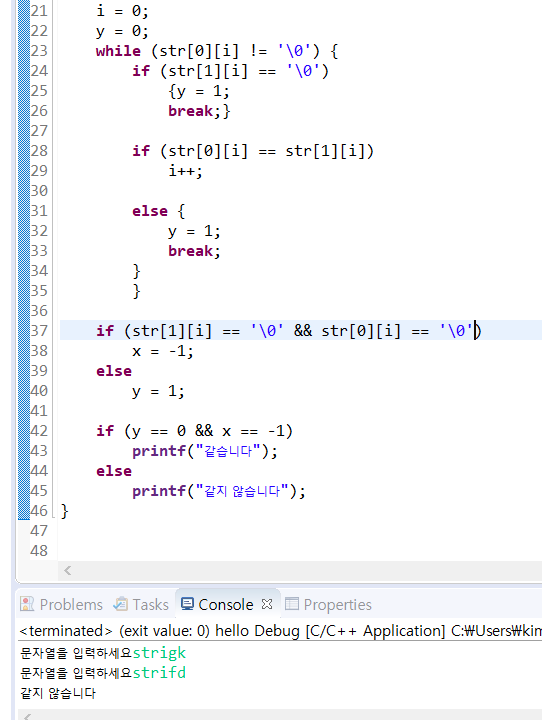 21 i = 0;
22 y = 0;
23 while (str[0][i] != '\0') {
24 if (str[1][i] == '\0')
25 {y = 1;
26 break;}
27
28 if (str[0][i] == str[1][i])
29 i++;
30
31 else {
32 y = 1;
33 break;
34 }
35 }
36
37 if (str[1][i] == '\0' && str[0][i] == '\0')
38 x = -1;
39 else
40 y = 1;
41
42 if (y == 0 && x == -1)
43 printf("같습니다");
44 else
45 printf("같지 않습니다");
46 }
47
48
Problems Tasks Console Properties
<terminated> (exit value: 0) hello Debug [C/C++ Application] C:₩Users₩kim
문자열을 입력하세요strigk
문자열을 입력하세요strifd
같지 않습니다